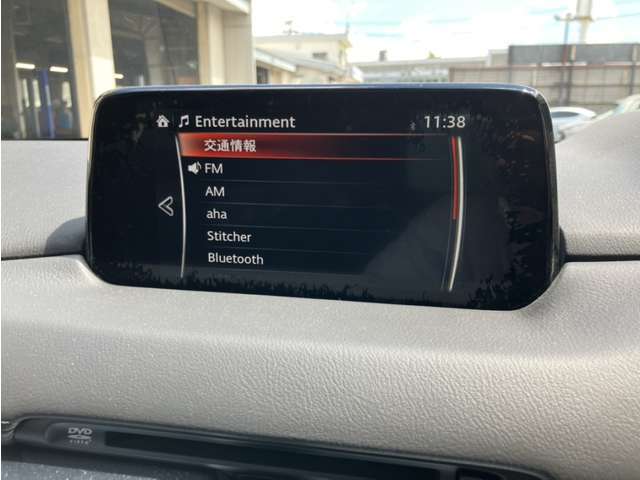 Entertainment 11:38
交通情報
FM
AM
aha
Stitcher
Bluetooth
DVD